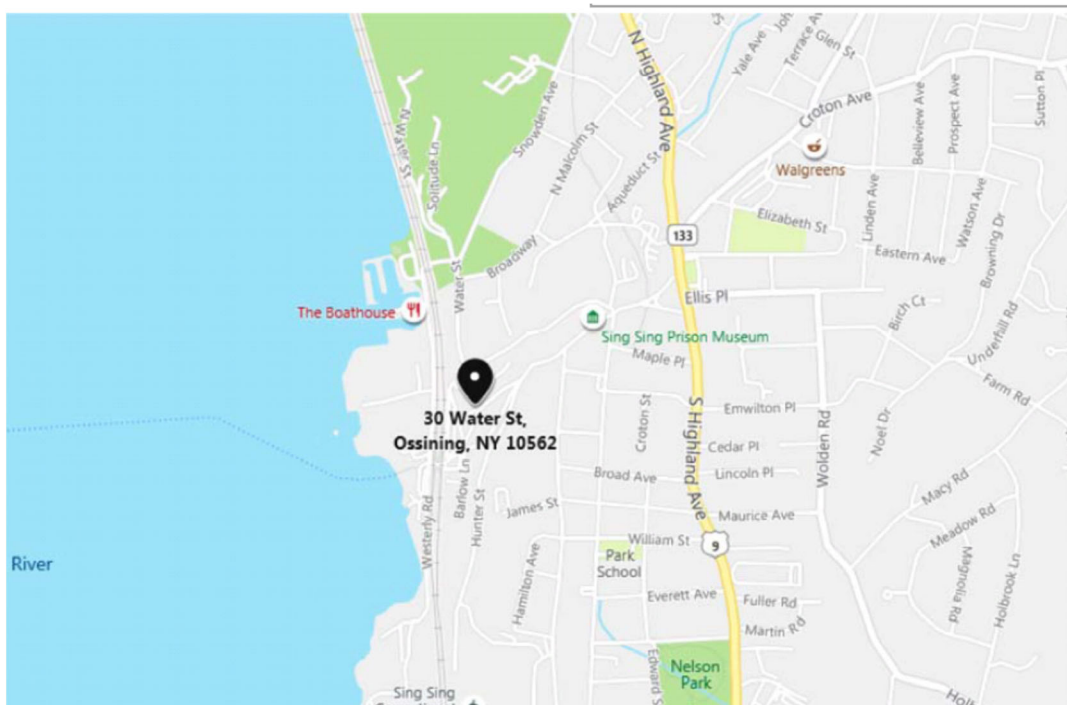 N Highland Ave
Yale Ave
Terrace Ave
Glen St
Croton Ave
Belleview Ave
Prospect Ave
Sutton Pl
N Water St
Solitude Ln
Snowden Ave
N Malcolm St
Aqueduct St
Walgreens
Elizabeth St
Linden Ave
Watson Ave
Browning Dr
133
Eastern Ave
Broadway
Water St
Ellis Pl
Birch Ct
The Boathouse
Sing Sing Prison Museum
Underhill Rd
Maple Pl
Farm Rd
30 Water St,
Ossining, NY 10562
Croton St
S Highland Ave
Emwilton Pl
Wolden Rd
Noel Dr
Cedar Pl
Broad Ave
Lincoln Pl
Barlow Ln
Hunter St
James St
Maurice Ave
Macy Rd
Meadow Rd
Westerly Rd
William St
9
River
Park
School
Hamilton Ave
Magnolia Rd
Holbrook Ln
Everett Ave
Fuller Rd
Martin Rd
Nelson
Park
Edward S
Sing Sing